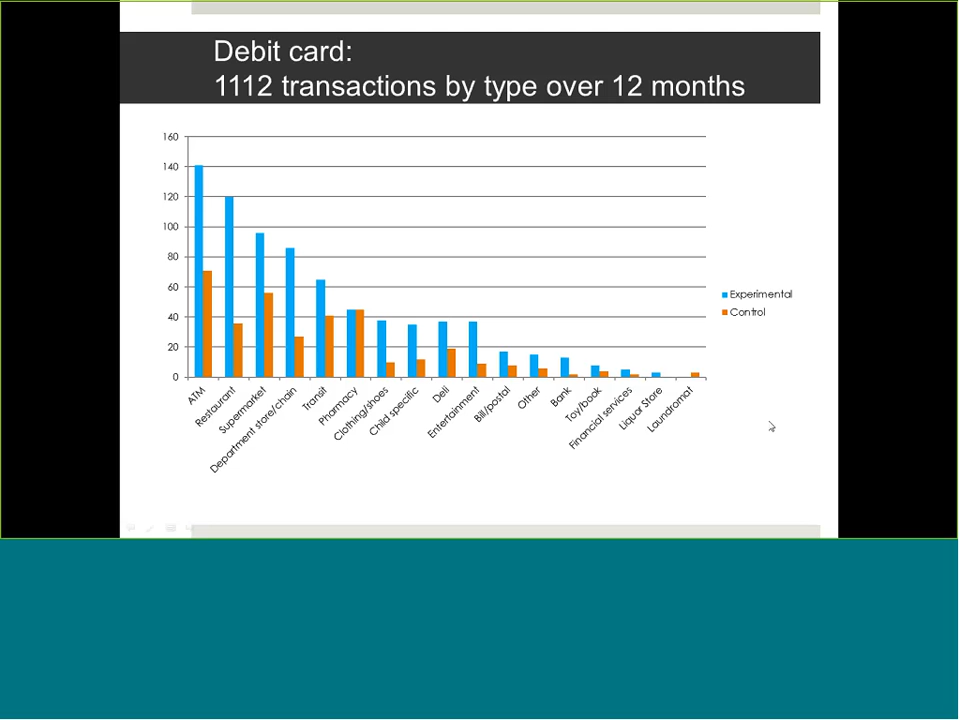 Debit card:
1112 transactions by type over 12 months
160
140
120
100
80
60
40
20
0
ATM
Restaurant
Supermarket
Department store/chain
Transit
Pharmacy
Clothing/shoes
Child specific
Deli
Entertainment
Bill/postal
Other
Bank
Toy/book
Financial services
Liquor Store
Laundromat
Experimental
Control